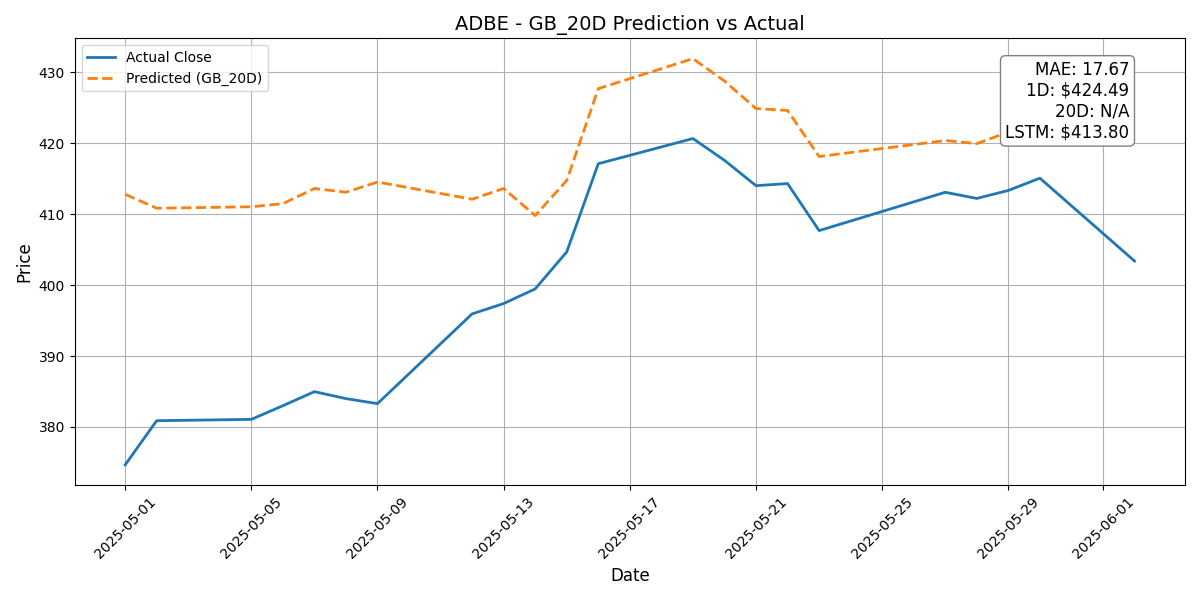 ADBE - GB_20D Prediction vs Actual
Actual Close
Predicted (GB_20D)
MAE: 17.67
1D: $424.49
20D: N/A
LSTM: $413.80
Price
430
420
410
400
390
380
2025-05-01
2025-05-05
2025-05-09
2025-05-13
2025-05-17
2025-05-21
2025-05-25
2025-05-29
2025-06-01
Date